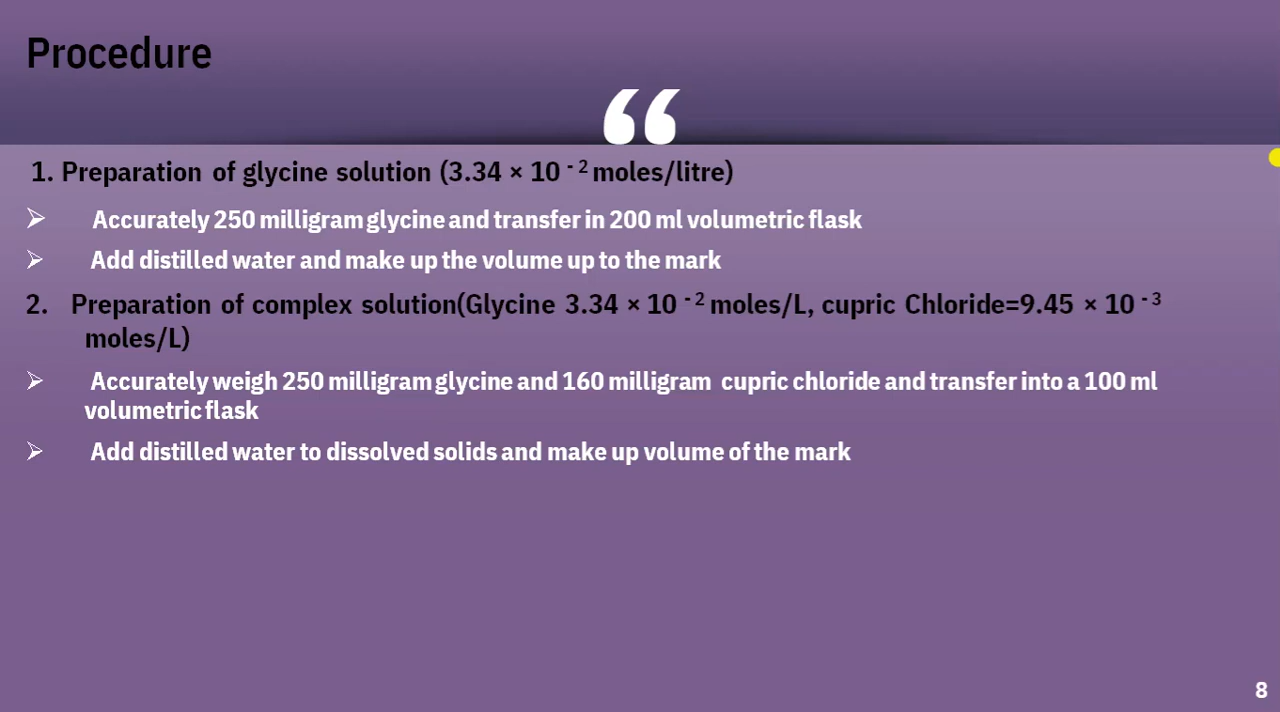 Procedure
“
1. Preparation of glycine solution (3.34 × 10 - 2 moles/litre)
➢ Accurately 250 milligram glycine and transfer in 200 ml volumetric flask
➢ Add distilled water and make up the volume up to the mark
2. Preparation of complex solution(Glycine 3.34 × 10 - 2 moles/L, cupric Chloride=9.45 × 10 - 3
moles/L)
➢ Accurately weigh 250 milligram glycine and 160 milligram cupric chloride and transfer into a 100 ml
volumetric flask
➢ Add distilled water to dissolved solids and make up volume of the mark
8